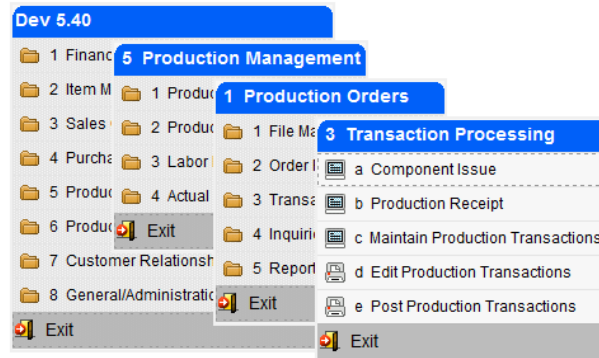 Dev 5.40
1 Financ
2 Item M
3 Sales
4 Purcha
5 Produc
6 Produc
7 Customer Relationsh
8 General/Administratic
Exit
5 Production Management
1 Produc
2 Produc
3 Labor
4 Actual
Exit
1 Production Orders
1 File Ma
2 Order
3 Transa
4 Inquiri
5 Report
Exit
3 Transaction Processing
a Component Issue
b Production Receipt
c Maintain Production Transactions
d Edit Production Transactions
e Post Production Transactions
Exit